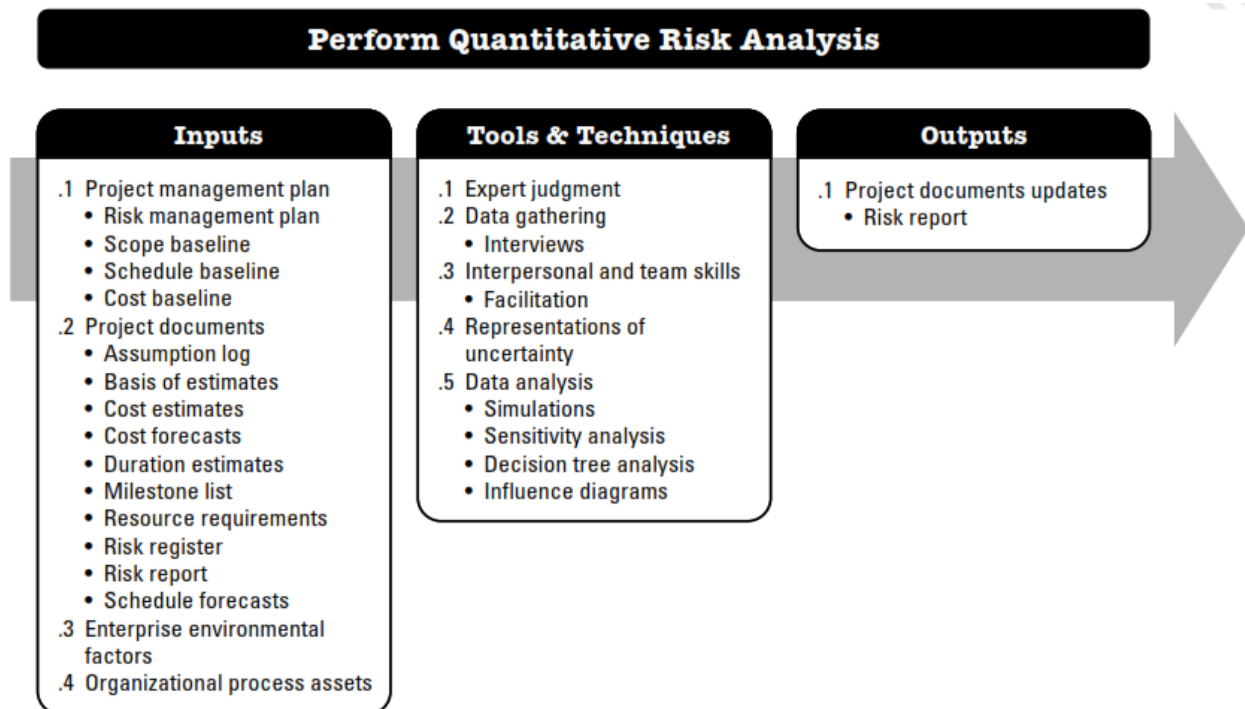 Perform Quantitative Risk Analysis
Inputs
.1 Project management plan
• Risk management plan
• Scope baseline
• Schedule baseline
• Cost baseline
.2 Project documents
• Assumption log
• Basis of estimates
• Cost estimates
• Cost forecasts
• Duration estimates
• Milestone list
• Resource requirements
• Risk register
• Risk report
• Schedule forecasts
.3 Enterprise environmental
factors
.4 Organizational process assets
Tools & Techniques
.1 Expert judgment
.2 Data gathering
• Interviews
.3 Interpersonal and team skills
• Facilitation
.4 Representations of
uncertainty
.5 Data analysis
• Simulations
• Sensitivity analysis
• Decision tree analysis
• Influence diagrams
Outputs
.1 Project documents updates
• Risk report